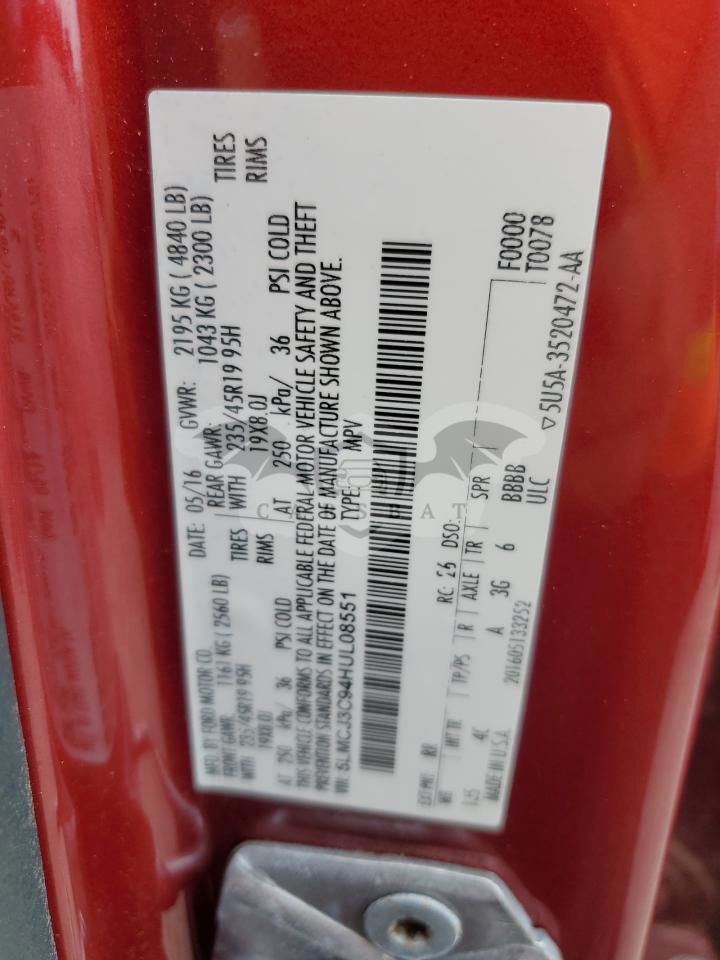 MFD. BY FORD MOTOR CO.
DATE: 05/16 GVWR: 2195 KG ( 4840 LB)
FRONT GAWR: 1161 KG ( 2560 LB) REAR GAWR: 1043 KG ( 2300 LB)
WITH 235/45R19 95H TIRES WITH 235/45R19 95H TIRES
19X8.0J RIMS 19X8.0J RIMS
AT 250 kPa/ 36 PSI COLD AT 250 kPa/ 36 PSI COLD
THIS VEHICLE CONFORMS TO ALL APPLICABLE FEDERAL MOTOR VEHICLE SAFETY AND THEFT
PREVENTION STANDARDS IN EFFECT ON THE DATE OF MANUFACTURE SHOWN ABOVE.
VIN: 5LMCJ3C94HUL08551 TYPE: MPV
EXT PNT: RR RC: 26 DSO: F0000
WB INT TR TP/PS R AXLE TR SPR T0078
4C A 3G 6 BBBB
MADE IN U.S.A. 201605133252 ULC
5U5A-3520472-AA
CARSBAT